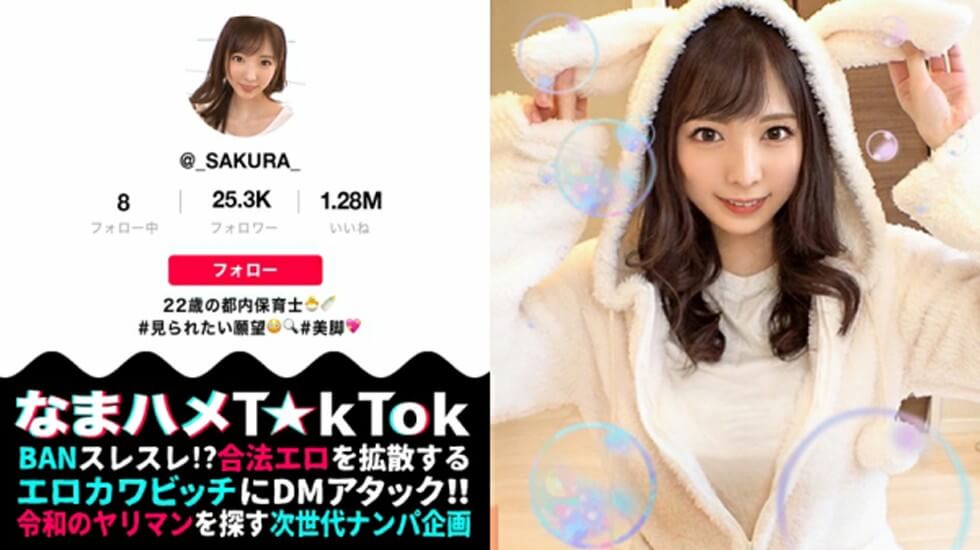 @_SAKURA_
8 25.3K 1.28M
フォロー中 フォロワー いいね
フォロー
22歳の都内保育士🐣🍼
#見られたい願望😳🔍#美脚💖
なまハメT★kTok
BANスレスレ!?合法エロを拡散する
エロカワビッチにDMアタック!!
令和のヤリマンを探す次世代ナンパ企画